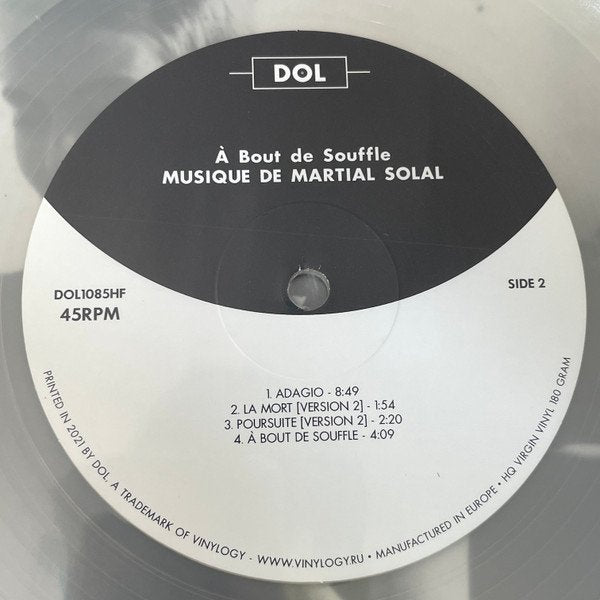 DOL
À Bout de Souffle
MUSIQUE DE MARTIAL SOLAL
DOL1085HF
45RPM
SIDE 2
1. ADAGIO - 8:49
2. LA MORT [VERSION 2] - 1:54
3. POURSUITE [VERSION 2] - 2:20
4. À BOUT DE SOUFFLE - 4:09
PRINTED IN 2021 BY DOL. A TRADEMARK OF VINYLOGY - WWW.VINYLOGY.RU • MANUFACTURED IN EUROPE • HQ VIRGIN VINYL 180 GRAM